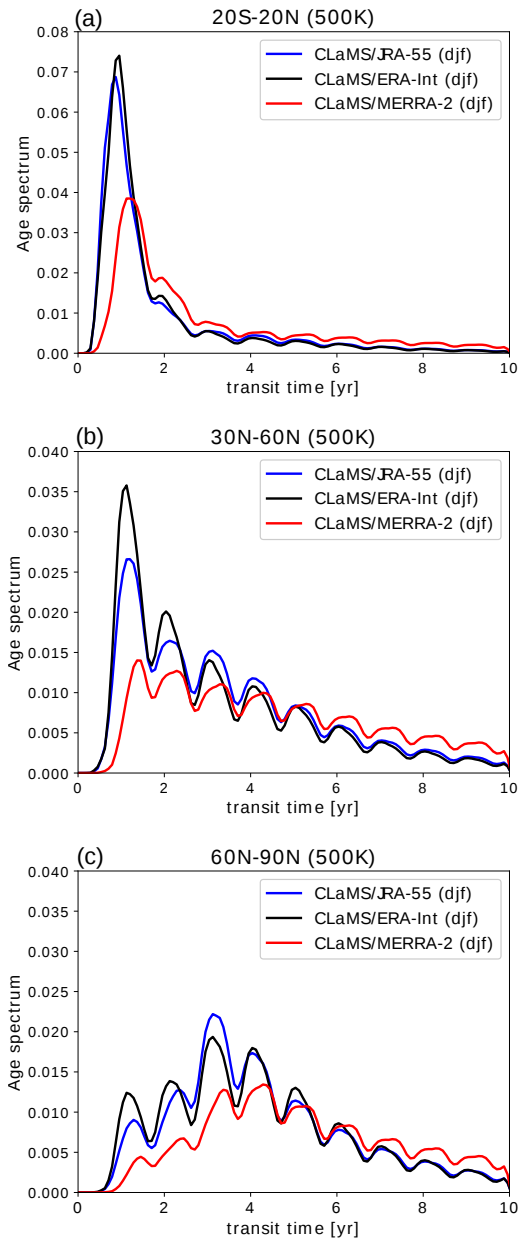 (a) 20S-20N (500K)
CLaMS/JRA-55 (djf)
CLaMS/ERA-Int (djf)
CLaMS/MERRA-2 (djf)
Age spectrum
0.08
0.07
0.06
0.05
0.04
0.03
0.02
0.01
0.00
0 2 4 6 8 10
transit time [yr]
(b) 30N-60N (500K)
CLaMS/JRA-55 (djf)
CLaMS/ERA-Int (djf)
CLaMS/MERRA-2 (djf)
Age spectrum
0.040
0.035
0.030
0.025
0.020
0.015
0.010
0.005
0.000
0 2 4 6 8 10
transit time [yr]
(c) 60N-90N (500K)
CLaMS/JRA-55 (djf)
CLaMS/ERA-Int (djf)
CLaMS/MERRA-2 (djf)
Age spectrum
0.040
0.035
0.030
0.025
0.020
0.015
0.010
0.005
0.000
0 2 4 6 8 10
transit time [yr]